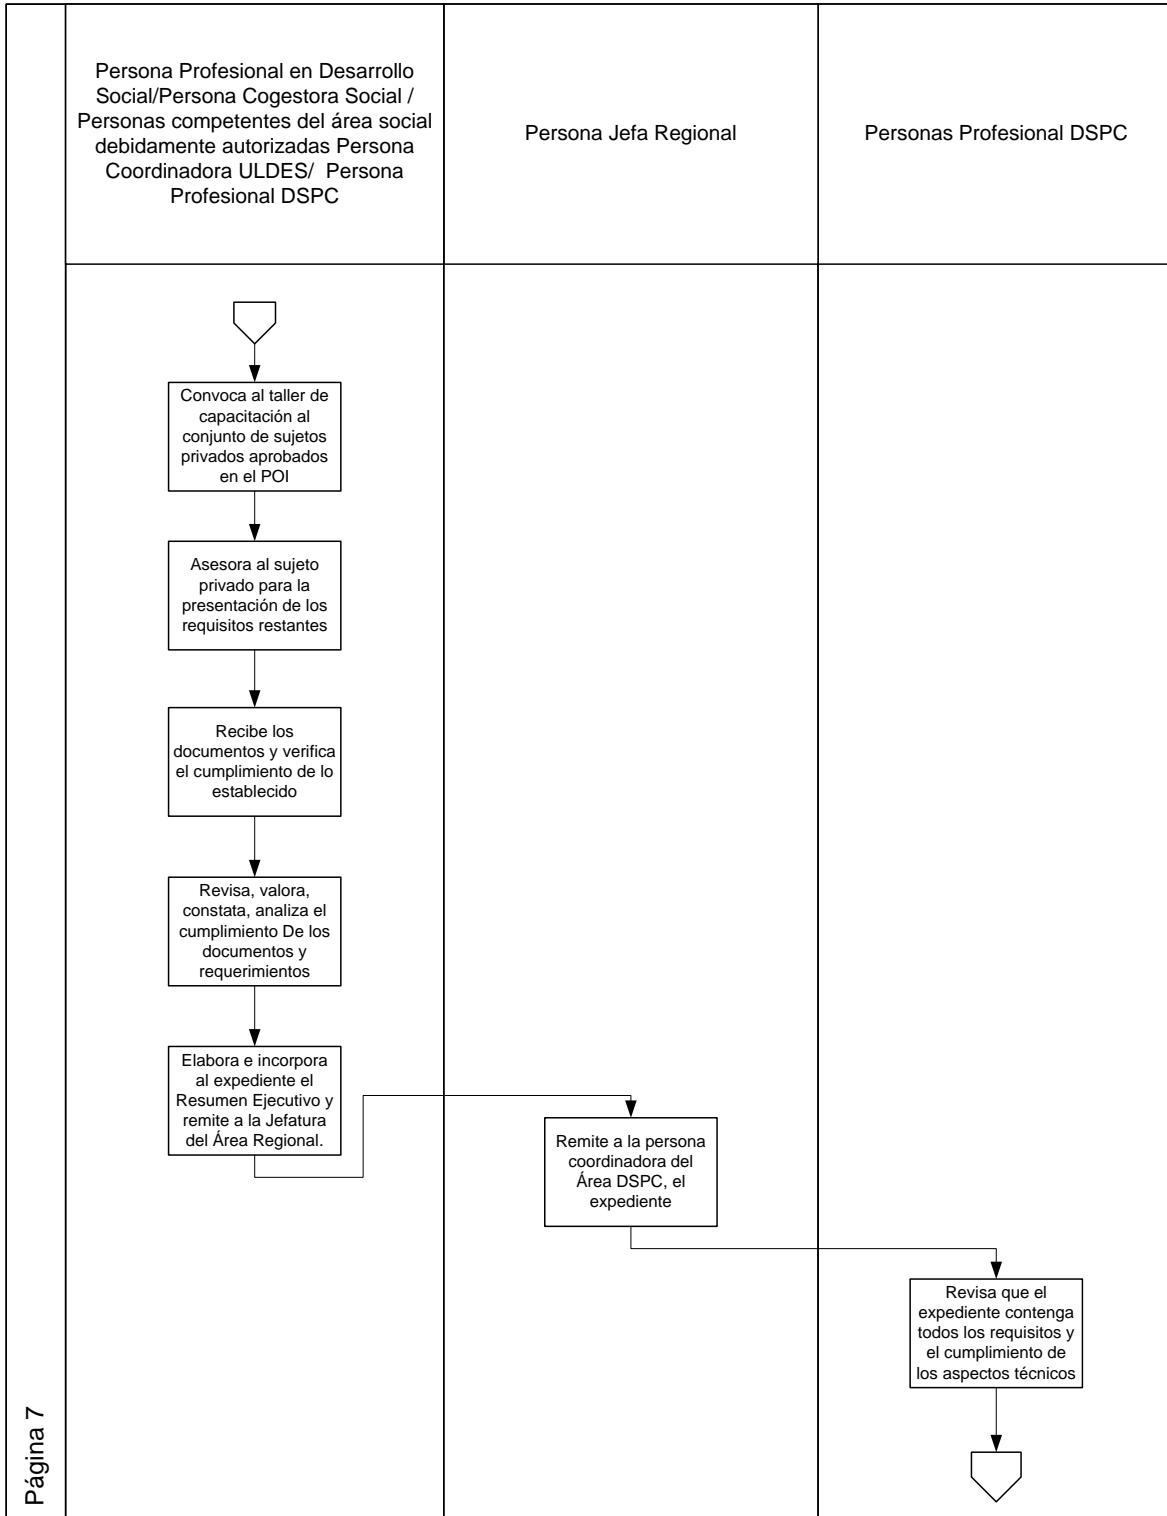 Persona Profesional en Desarrollo
Social/Persona Cogestora Social /
Personas competentes del área social
debidamente autorizadas Persona
Coordinadora ULDES/  Persona
Profesional DSPC
Persona Jefa Regional
Personas Profesional DSPC
Convoca al taller de
capacitación al
conjunto de sujetos
privados aprobados
en el POI
Asesora al sujeto
privado para la
presentación de los
requisitos restantes
Recibe los
documentos y verifica
el cumplimiento de lo
establecido
Revisa, valora,
constata, analiza el
cumplimiento De los
documentos y
requerimientos
Elabora e incorpora
al expediente el
Resumen Ejecutivo y
remite a la Jefatura
del Área Regional.
Remite a la persona
coordinadora del
Área DSPC, el
expediente
Revisa que el
expediente contenga
todos los requisitos y
el cumplimiento de
los aspectos técnicos
Página 7